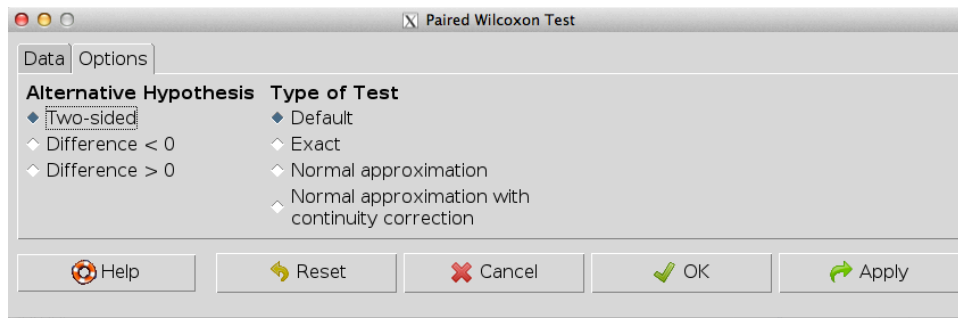 Paired Wilcoxon Test
Data Options
Alternative Hypothesis
Two-sided
Difference < 0
Difference > 0
Type of Test
Default
Exact
Normal approximation
Normal approximation with
continuity correction
Help
Reset
Cancel
OK
Apply